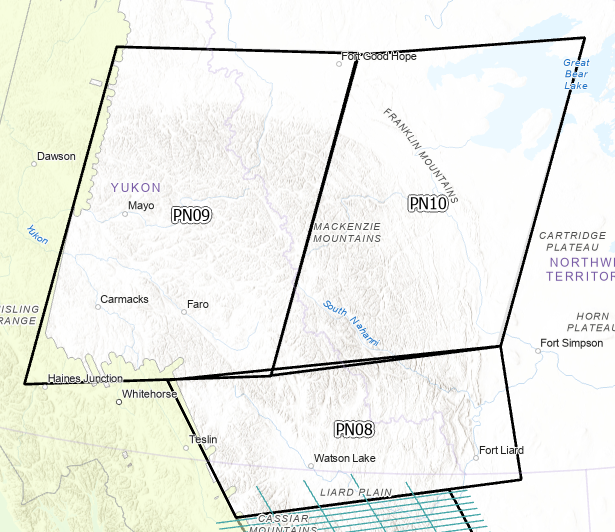 Fort Good Hope
Great
Bear
Lake
FRANKLIN MOUNTAINS
Dawson
YUKON
Mayo
PN09
PN10
Yukon
MACKENZIE
MOUNTAINS
CARTRIDGE
PLATEAU
NORTHWE
TERRITOR
Carmacks
Faro
South Nahanni
ISLING
RANGE
HORN
PLATEAU
Fort Simpson
Haines Junction
Whitehorse
PN08
Teslin
Watson Lake
Fort Liard
LIARD PLAIN
CASSIAR
MOUNTAINS